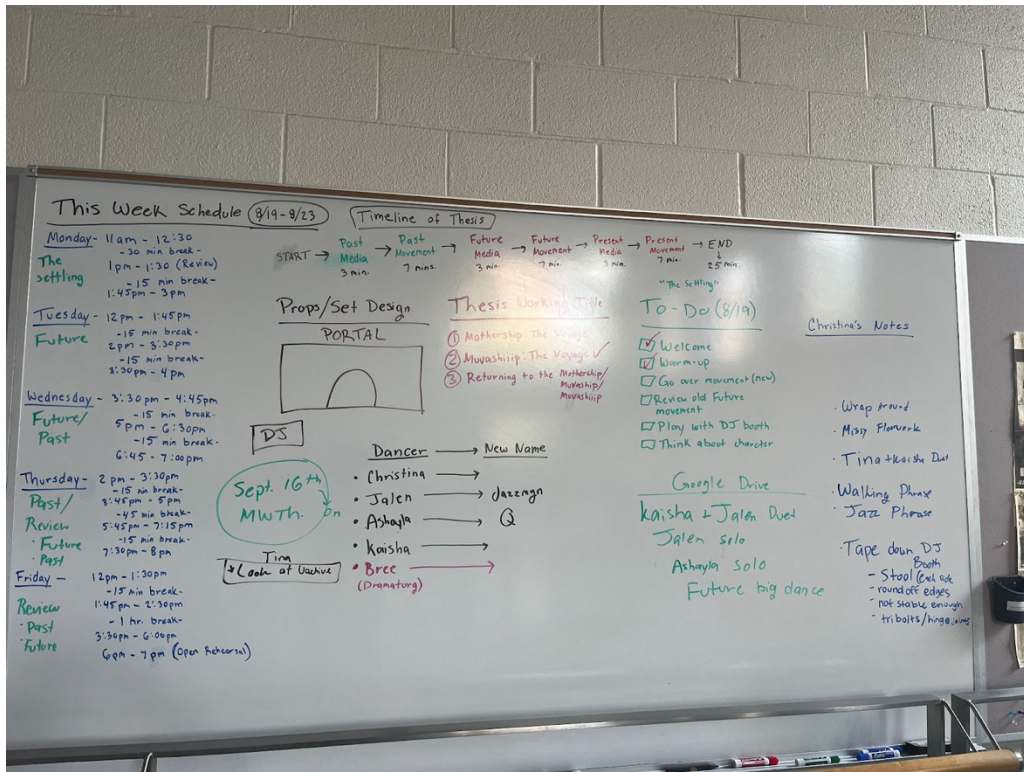 This Week Schedule (8/19-8/23)
Monday- 11am - 12:30
-30 min break-
The settling
1pm - 1:30 (Review)
-15 min break-
1:45pm - 3pm
Tuesday- 12pm - 1:45pm
Future
-15 min break-
2pm - 3:30pm
-15 min break-
3:30pm - 4pm
Wednesday - 3:30pm - 4:45pm
Future/
Past
-15 min break-
5pm - 6:30pm
-15 min break-
6:45 - 7:00pm
Thursday- 2pm - 3:30pm
-15 min break-
Past/
3:45pm - 5pm
-45 min break-
Review
5:45pm - 7:15pm
-15 min break-
· Future
7:30pm - 8pm
· Past
Friday - 12pm - 1:30pm
-15 min break-
Review
1:45pm - 2:30pm
· Past
- 1 hr. break-
3:30pm - 6:00pm
· Future
6pm - 7pm (Open Rehearsal)
Timeline of Thesis
START → Past Media → Past Movement → Future Media → Future Movement → Present Media → Present Movement → END
3 min. 7 mins. 3 min. 7 min. 3 min. 7 min. 25 min.
"The Settling"
Props/Set Design
PORTAL
DJ
Sept. 16th
MWTh. on
Tina
* Look at
Thesis Working Title
① Mothership: The Voyage
② Muvashiiip: The Voyage ✓
③ Returning to the Mothership/
Muvaship/
Muvashiiip
Dancer → New Name
· Christina →
· Jalen →
· Ashayla → Q
· Kaisha →
· Bree →
(Dramaturg)
To-Do (8/19)
☑ Welcome
☑ Warm-up
☐ Go over movement (new)
☐ Review old Future
movement
☐ Play with DJ booth
☐ Think about character
Google Drive
Kaisha + Jalen Duet
Jalen solo
Ashayla solo
Future big dance
Christina's Notes
· Wrap around
· Missy Floorwork
· Tina + Kaisha Duet
· Walking Phrase
· Jazz Phrase
· Tape down DJ
Booth
- Stool (each side
- round off edges
- not stable enough
- tri bolts/hinge joints